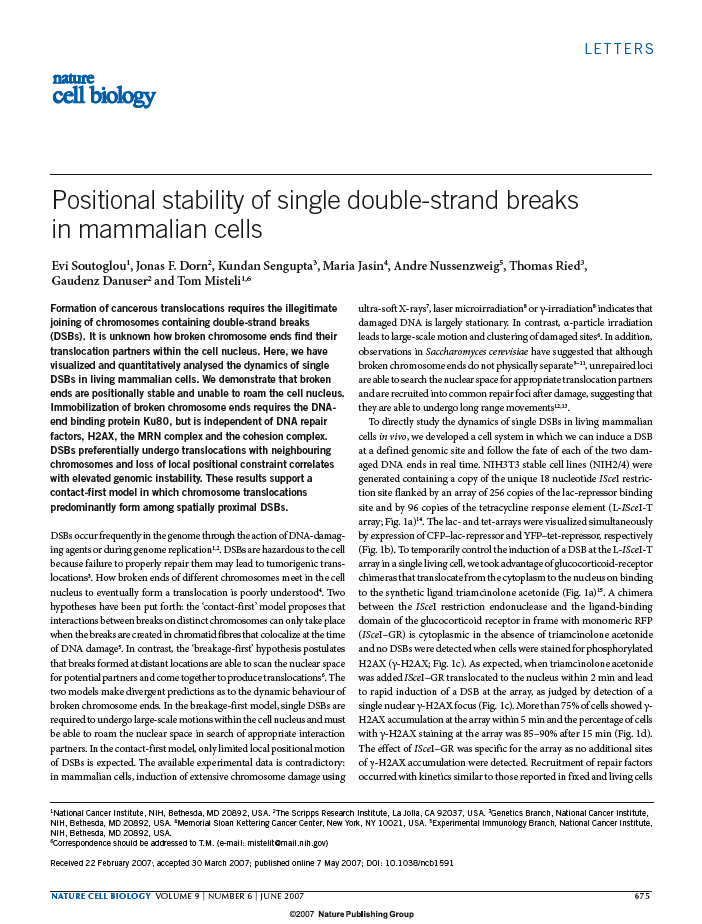 LETTERS
nature
cell biology
Positional stability of single double-strand breaks
in mammalian cells
Evi Soutoglou¹, Jonas F. Dorn², Kundan Sengupta³, Maria Jasin⁴, Andre Nussenzweig⁵, Thomas Ried³,
Gaudenz Danuser² and Tom Misteli¹,⁶
Formation of cancerous translocations requires the illegitimate
joining of chromosomes containing double-strand breaks
(DSBs). It is unknown how broken chromosome ends find their
translocation partners within the cell nucleus. Here, we have
visualized and quantitatively analysed the dynamics of single
DSBs in living mammalian cells. We demonstrate that broken
ends are positionally stable and unable to roam the cell nucleus.
Immobilization of broken chromosome ends requires the DNA-
end binding protein Ku80, but is independent of DNA repair
factors, H2AX, the MRN complex and the cohesion complex.
DSBs preferentially undergo translocations with neighbouring
chromosomes and loss of local positional constraint correlates
with elevated genomic instability. These results support a
contact-first model in which chromosome translocations
predominantly form among spatially proximal DSBs.
DSBs occur frequently in the genome through the action of DNA-damag-
ing agents or during genome replication¹,². DSBs are hazardous to the cell
because failure to properly repair them may lead to tumorigenic trans-
locations³. How broken ends of different chromosomes meet in the cell
nucleus to eventually form a translocation is poorly understood⁴. Two
hypotheses have been put forth: the ‘contact-first’ model proposes that
interactions between breaks on distinct chromosomes can only take place
when the breaks are created in chromatid fibres that colocalize at the time
of DNA damage⁵. In contrast, the ‘breakage-first’ hypothesis postulates
that breaks formed at distant locations are able to scan the nuclear space
for potential partners and come together to produce translocations⁶. The
two models make divergent predictions as to the dynamic behaviour of
broken chromosome ends. In the breakage-first model, single DSBs are
required to undergo large-scale motions within the cell nucleus and must
be able to roam the nuclear space in search of appropriate interaction
partners. In the contact-first model, only limited local positional motion
of DSBs is expected. The available experimental data is contradictory:
in mammalian cells, induction of extensive chromosome damage using
ultra-soft X-rays⁷, laser microirradiation⁸ or γ-irradiation⁸ indicates that
damaged DNA is largely stationary. In contrast, α-particle irradiation
leads to large-scale motion and clustering of damaged sites⁶. In addition,
observations in Saccharomyces cerevisiae have suggested that although
broken chromosome ends do not physically separate⁹⁻¹¹, unrepaired loci
are able to search the nuclear space for appropriate translocation partners
and are recruited into common repair foci after damage, suggesting that
they are able to undergo long range movements¹²,¹³.
To directly study the dynamics of single DSBs in living mammalian
cells in vivo, we developed a cell system in which we can induce a DSB
at a defined genomic site and follow the fate of each of the two dam-
aged DNA ends in real time. NIH3T3 stable cell lines (NIH2/4) were
generated containing a copy of the unique 18 nucleotide ISceI restric-
tion site flanked by an array of 256 copies of the lac-repressor binding
site and by 96 copies of the tetracycline response element (L-ISceI-T
array; Fig. 1a)¹⁴. The lac- and tet-arrays were visualized simultaneously
by expression of CFP–lac-repressor and YFP–tet-repressor, respectively
(Fig. 1b). To temporarily control the induction of a DSB at the L-ISceI-T
array in a single living cell, we took advantage of glucocorticoid-receptor
chimeras that translocate from the cytoplasm to the nucleus on binding
to the synthetic ligand triamcinolone acetonide (Fig. 1a)¹⁵. A chimera
between the ISceI restriction endonuclease and the ligand-binding
domain of the glucocorticoid receptor in frame with monomeric RFP
(ISceI–GR) is cytoplasmic in the absence of triamcinolone acetonide
and no DSBs were detected when cells were stained for phosphorylated
H2AX (γ-H2AX; Fig. 1c). As expected, when triamcinolone acetonide
was added ISceI–GR translocated to the nucleus within 2 min and lead
to rapid induction of a DSB at the array, as judged by detection of a
single nuclear γ-H2AX focus (Fig. 1c). More than 75% of cells showed γ-
H2AX accumulation at the array within 5 min and the percentage of cells
with γ-H2AX staining at the array was 85–90% after 15 min (Fig. 1d).
The effect of ISceI–GR was specific for the array as no additional sites
of γ-H2AX accumulation were detected. Recruitment of repair factors
occurred with kinetics similar to those reported in fixed and living cells
¹National Cancer Institute, NIH, Bethesda, MD 20892, USA. ²The Scripps Research Institute, La Jolla, CA 92037, USA. ³Genetics Branch, National Cancer Institute,
NIH, Bethesda, MD 20892, USA. ⁴Memorial Sloan Kettering Cancer Center, New York, NY 10021, USA. ⁵Experimental Immunology Branch, National Cancer Institute,
NIH, Bethesda, MD 20892, USA.
⁶Correspondence should be addressed to T.M. (e-mail: mistelit@mail.nih.gov)
Received 22 February 2007; accepted 30 March 2007; published online 7 May 2007; DOI: 10.1038/ncb1591
NATURE CELL BIOLOGY VOLUME 9 | NUMBER 6 | JUNE 2007 675
©2007 Nature Publishing Group